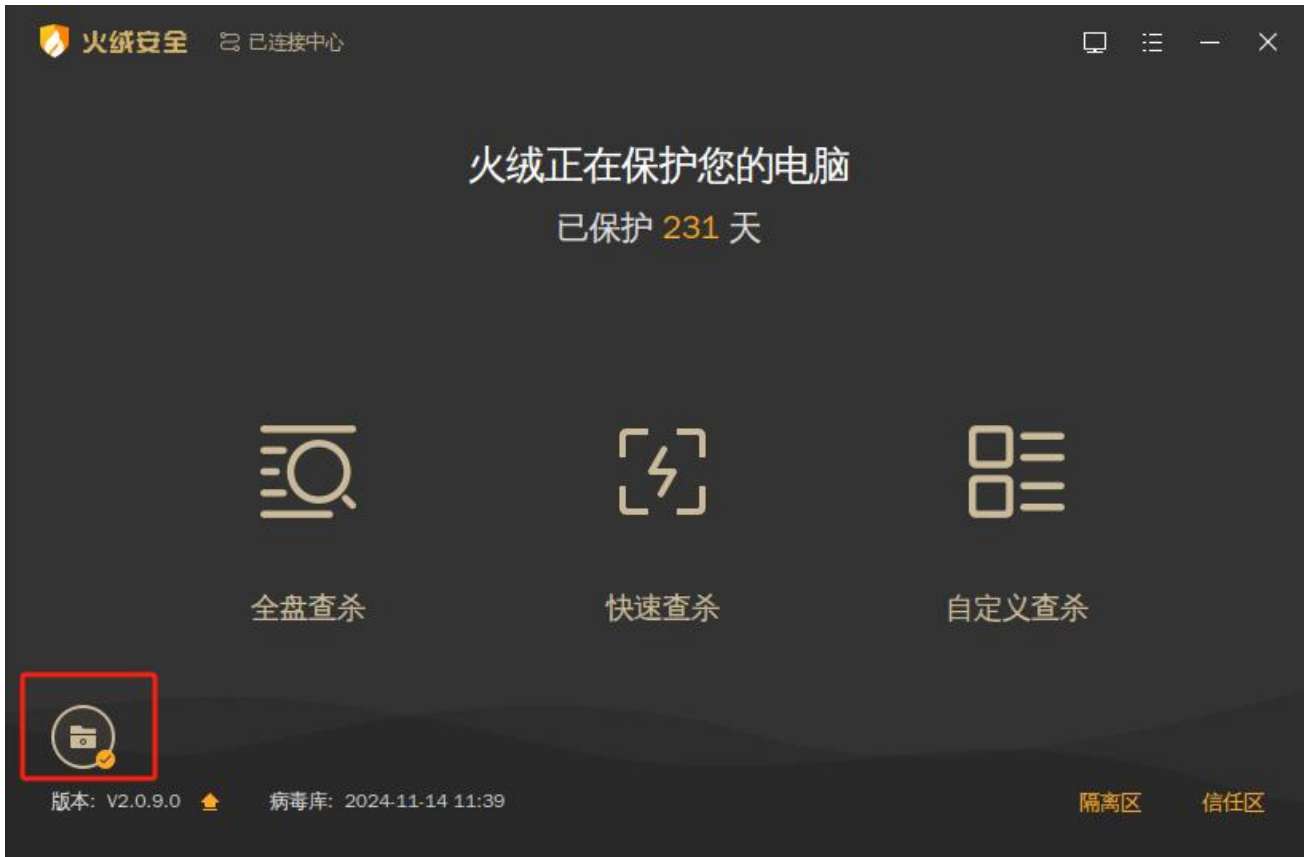 火绒安全 已连接中心
火绒正在保护您的电脑
已保护 231 天
全盘查杀 快速查杀 自定义查杀
版本: V2.0.9.0 病毒库: 2024-11-14 11:39 隔离区 信任区